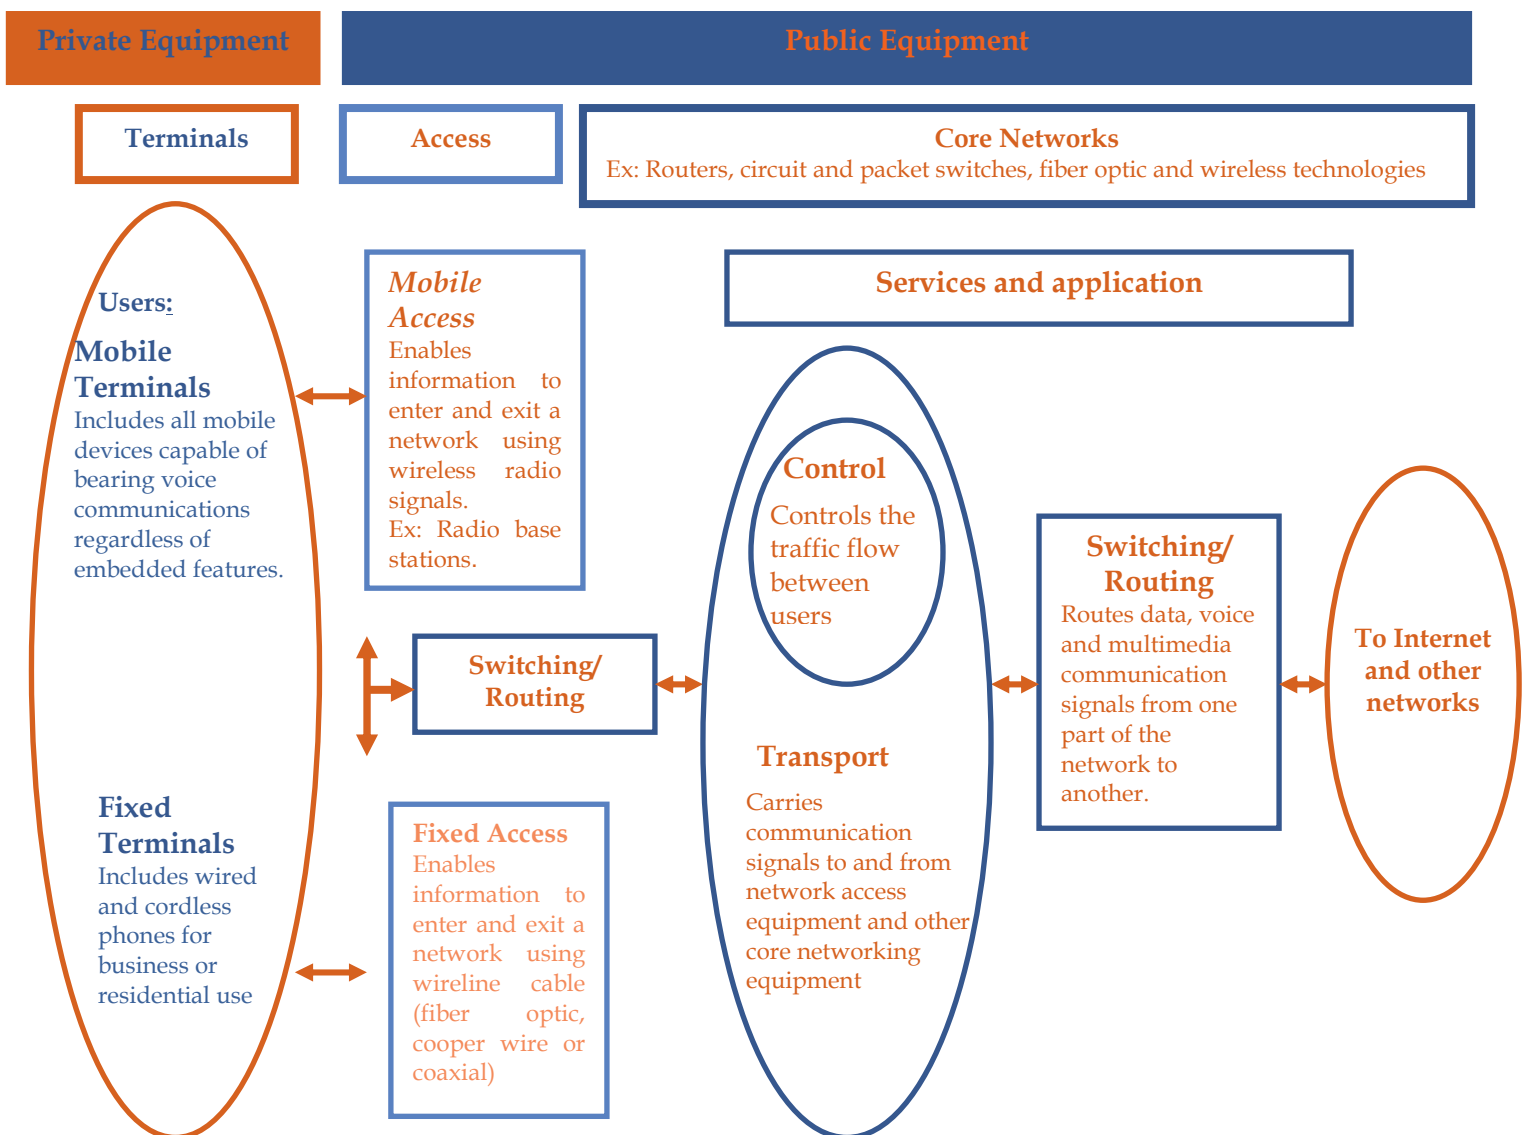 Private Equipment
Public Equipment
Terminals
Access
Core Networks
Ex: Routers, circuit and packet switches, fiber optic and wireless technologies
Users:
Mobile
Terminals
Includes all mobile
devices capable of
bearing voice
communications
regardless of
embedded features.
Fixed
Terminals
Includes wired
and cordless
phones for
business or
residential use
Mobile
Access
Enables
information to
enter and exit a
network using
wireless radio
signals.
Ex: Radio base
stations.
Switching/
Routing
Fixed Access
Enables
information to
enter and exit a
network using
wireline cable
(fiber optic,
cooper wire or
coaxial)
Services and application
Control
Controls the
traffic flow
between
users
Transport
Carries
communication
signals to and from
network access
equipment and other
core networking
equipment
Switching/
Routing
Routes data, voice
and multimedia
communication
signals from one
part of the
network to
another.
To Internet
and other
networks